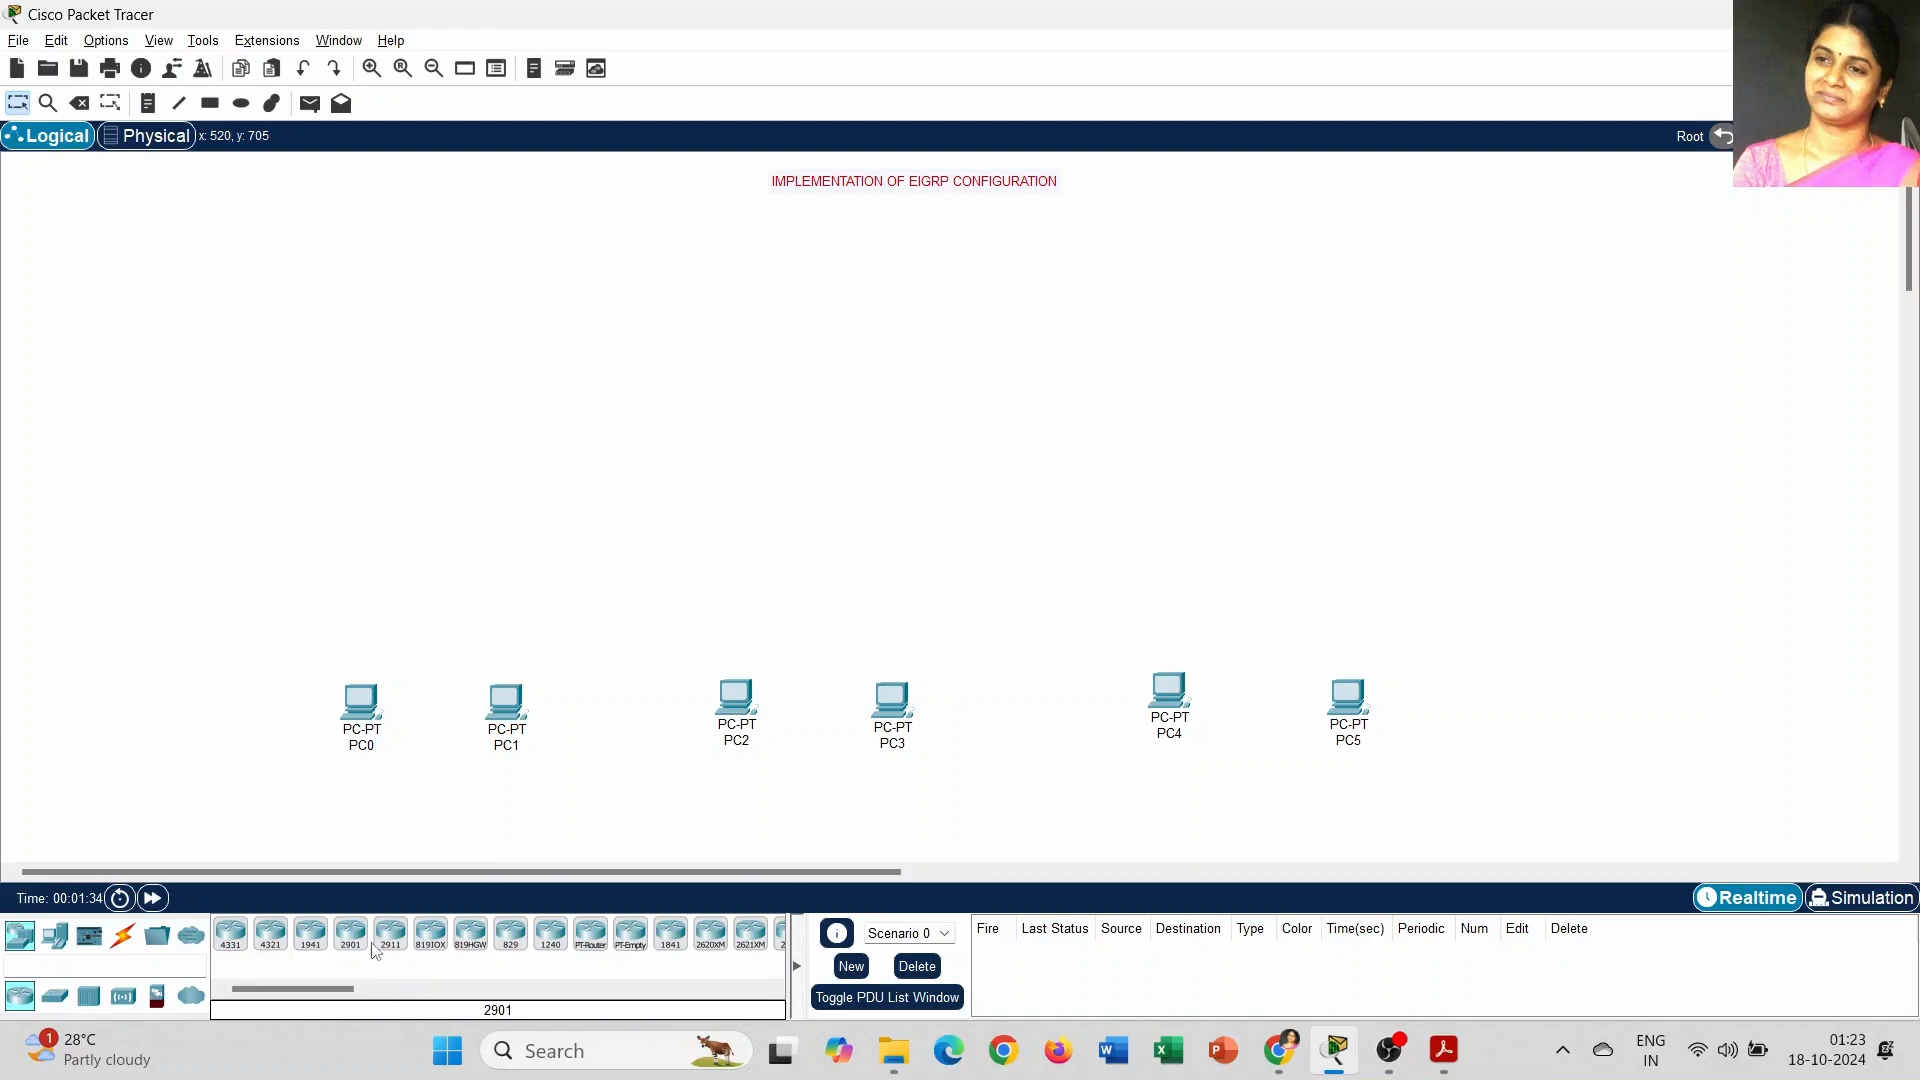 Cisco Packet Tracer
File Edit Options View Tools Extensions Window Help
Logical Physical x: 520, y: 705 Root
IMPLEMENTATION OF EIGRP CONFIGURATION
PC-PT PC-PT PC-PT PC-PT PC-PT PC-PT
PC0 PC1 PC2 PC3 PC4 PC5
Time: 00:01:34 Realtime Simulation
4331 4321 1941 2901 2911 819IOX 819HGW 829 1240 PT-Router PT-Empty 1841 2620XM 2621XM
Scenario 0
New Delete
Toggle PDU List Window
Fire Last Status Source Destination Type Color Time(sec) Periodic Num Edit Delete
2901
1 28°C
Partly cloudy
Search
ENG
IN
01:23
18-10-2024